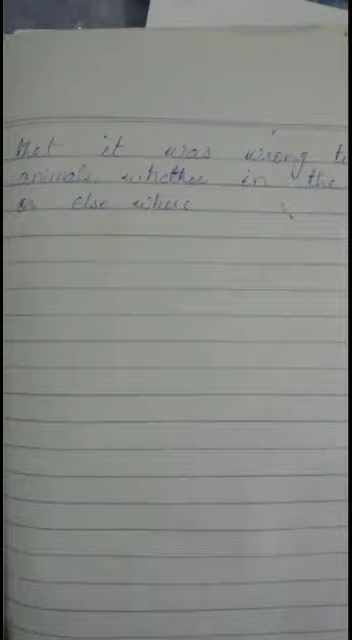 that it was wrong to
animals whether in the
or else where